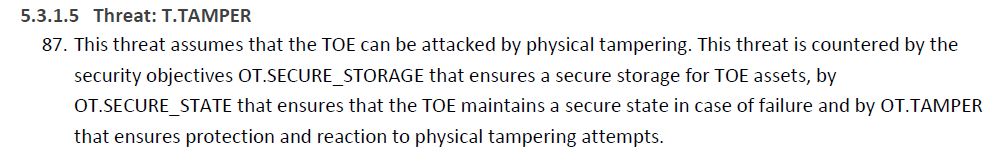 5.3.1.5 Threat: T.TAMPER
87. This threat assumes that the TOE can be attacked by physical tampering. This threat is countered by the
security objectives OT.SECURE_STORAGE that ensures a secure storage for TOE assets, by
OT.SECURE_STATE that ensures that the TOE maintains a secure state in case of failure and by OT.TAMPER
that ensures protection and reaction to physical tampering attempts.